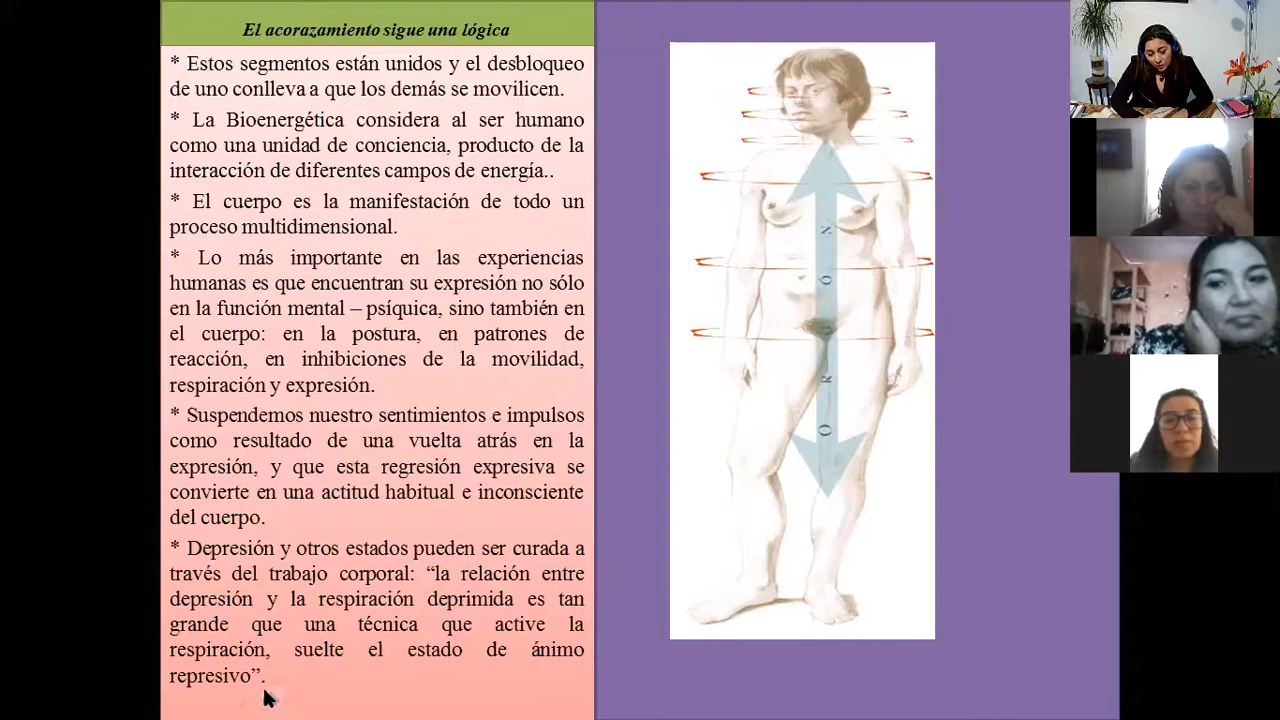 El acorazamiento sigue una lógica
* Estos segmentos están unidos y el desbloqueo
de uno conlleva a que los demás se movilicen.
* La Bioenergética considera al ser humano
como una unidad de conciencia, producto de la
interacción de diferentes campos de energía..
* El cuerpo es la manifestación de todo un
proceso multidimensional.
* Lo más importante en las experiencias
humanas es que encuentran su expresión no sólo
en la función mental – psíquica, sino también en
el cuerpo: en la postura, en patrones de
reacción, en inhibiciones de la movilidad,
respiración y expresión.
* Suspendemos nuestro sentimientos e impulsos
como resultado de una vuelta atrás en la
expresión, y que esta regresión expresiva se
convierte en una actitud habitual e inconsciente
del cuerpo.
* Depresión y otros estados pueden ser curada a
través del trabajo corporal: “la relación entre
depresión y la respiración deprimida es tan
grande que una técnica que active la
respiración, suelte el estado de ánimo
represivo”.